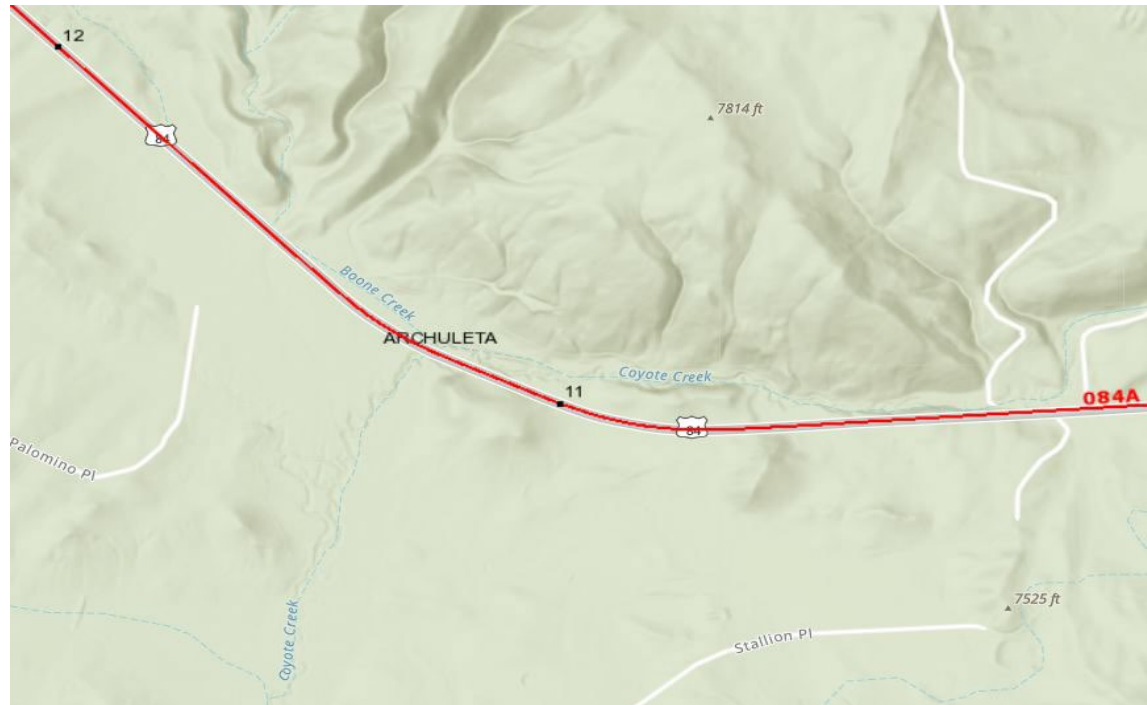 12
7814 ft
84
Boone Creek
ARCHULETA
Coyote Creek
11
084A
84
Palomino Pl
7525 ft
Coyote Creek
Stallion Pl